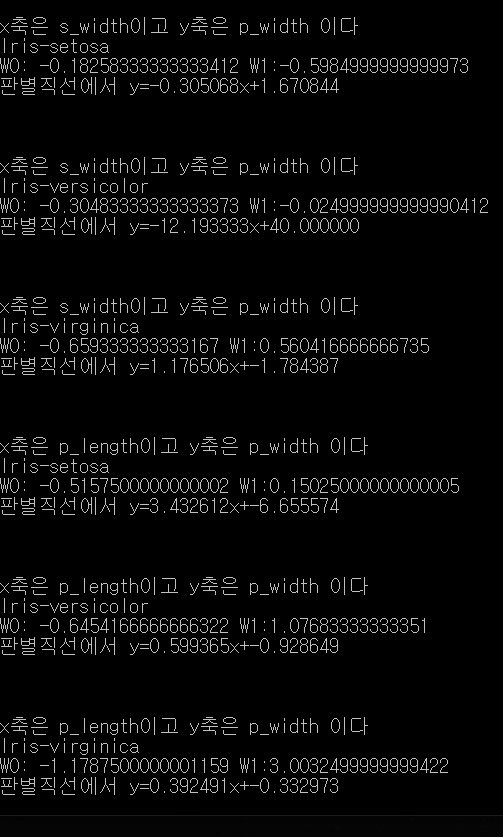 x축은 s_width이고 y축은 p_width 이다
Iris-setosa
W0: -0.18258333333333412 W1:-0.5984999999999973
판별직선에서 y=-0.305068x+1.670844
x축은 s_width이고 y축은 p_width 이다
Iris-versicolor
W0: -0.30483333333333373 W1:-0.024999999999990412
판별직선에서 y=-12.193333x+40.000000
x축은 s_width이고 y축은 p_width 이다
Iris-virginica
W0: -0.659333333333167 W1:0.560416666666735
판별직선에서 y=1.176506x+-1.784387
x축은 p_length이고 y축은 p_width 이다
Iris-setosa
W0: -0.5157500000000002 W1:0.15025000000000005
판별직선에서 y=3.432612x+-6.655574
x축은 p_length이고 y축은 p_width 이다
Iris-versicolor
W0: -0.6454166666666322 W1:1.07683333333351
판별직선에서 y=0.599365x+-0.928649
x축은 p_length이고 y축은 p_width 이다
Iris-virginica
W0: -1.1787500000001159 W1:3.0032499999999422
판별직선에서 y=0.392491x+-0.332973